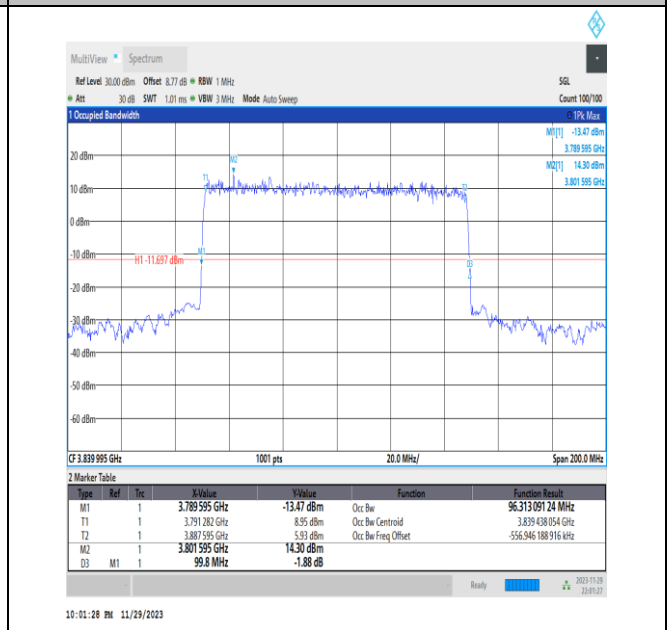 MultiView Spectrum
Ref Level 30.00 dBm Offset 8.77 dB RBW 1 MHz SGL
Att 30 dB SWT 1.01 ms VBW 3 MHz Mode Auto Sweep Count 100/100
1 Occupied Bandwidth 1Pk Max
M1[1] -13.47 dBm
3.789 595 GHz
20 dBm
M2
M2[1] 14.30 dBm
3.801 595 GHz
T1
T2
10 dBm
0 dBm
M1
-10 dBm
H1 -11.697 dBm
D3
-20 dBm
-30 dBm
-40 dBm
-50 dBm
-60 dBm
CF 3.839 995 GHz 1001 pts 20.0 MHz/ Span 200.0 MHz
2 Marker Table
Type Ref Trc X-Value Y-Value Function Function Result
M1 1 3.789 595 GHz -13.47 dBm Occ Bw 96.313 091 24 MHz
T1 1 3.791 282 GHz 8.95 dBm Occ Bw Centroid 3.839 438 054 GHz
T2 1 3.887 595 GHz 5.93 dBm Occ Bw Freq Offset -556.946 188 916 kHz
M2 1 3.801 595 GHz 14.30 dBm
D3 M1 1 99.8 MHz -1.88 dB
Ready 2023-11-29
22:01:27
10:01:28 PM 11/29/2023